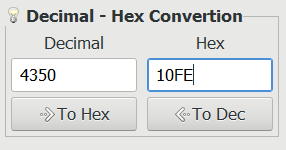 Decimal - Hex Convertion
Decimal Hex
4350 10FE
To Hex To Dec